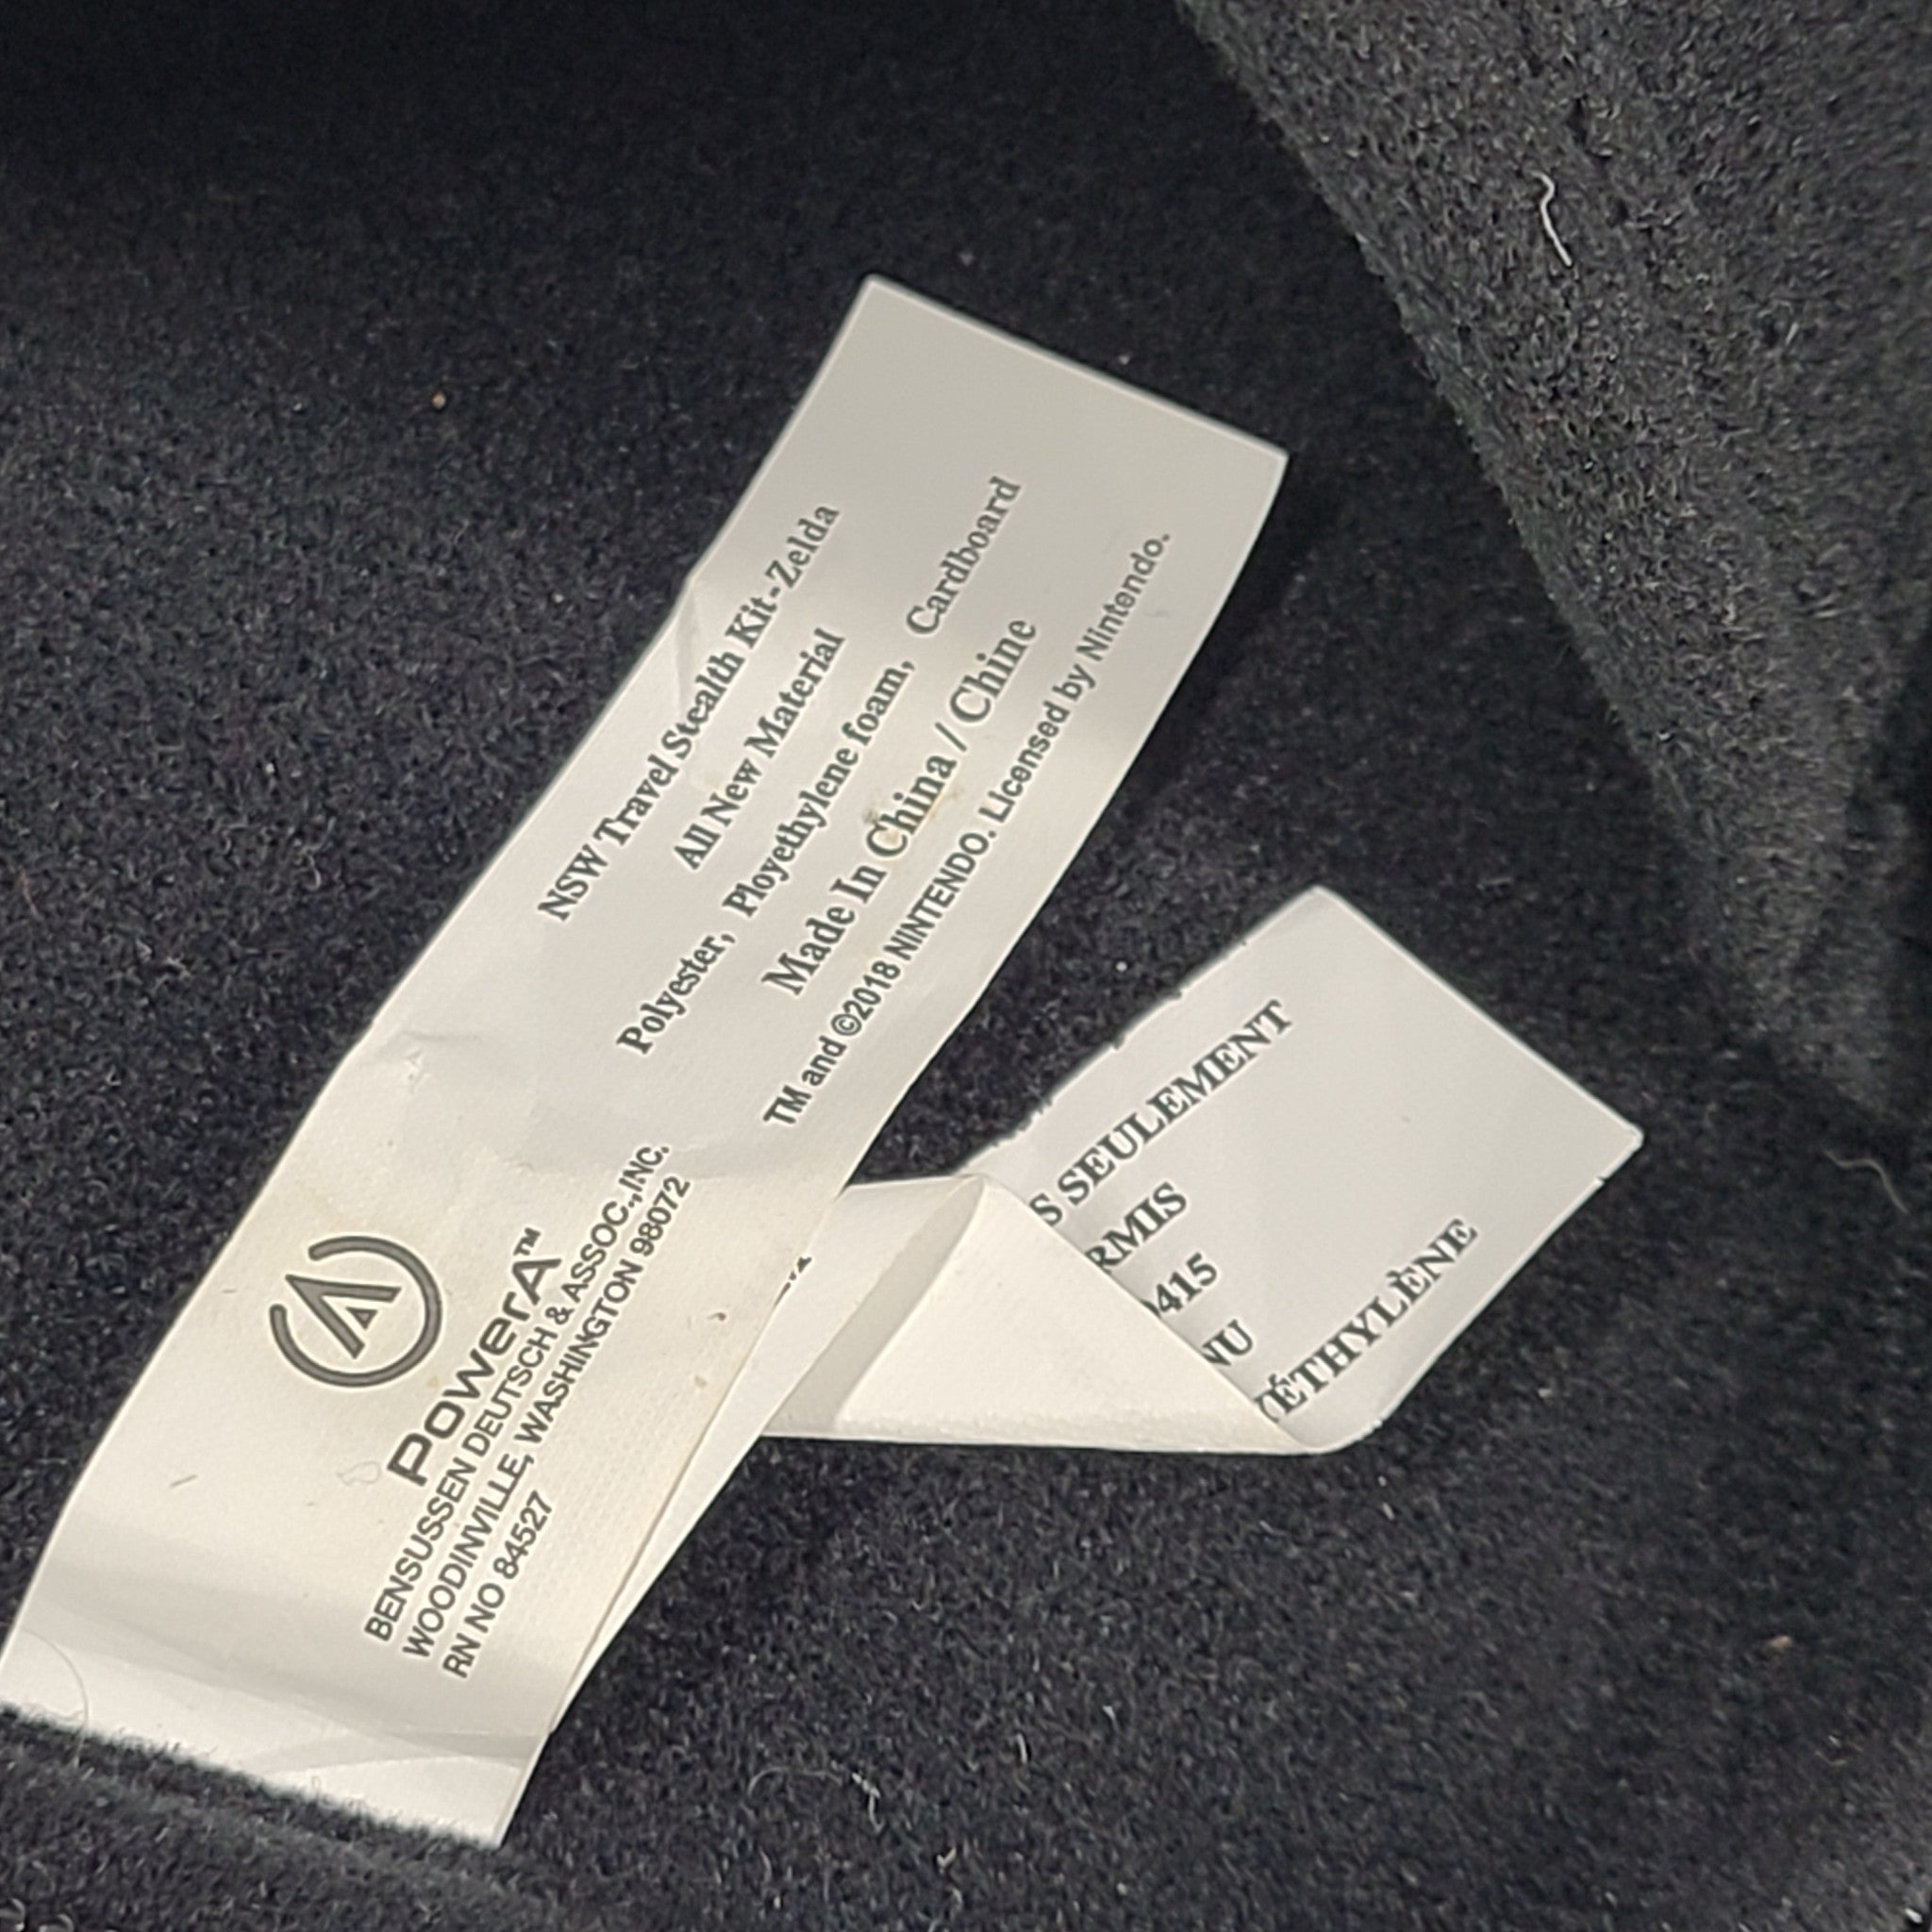 NSW Travel Stealth Kit-Zelda
All New Material
Polyester, Ployethylene foam, Cardboard
Made In China / Chine
TM and ©2018 NINTENDO. Licensed by Nintendo.
PowerA™
BENSUSSEN DEUTSCH & ASSOC.,INC.
WOODINVILLE, WASHINGTON 98072
RN NO 84527
S SEULEMENT
RMIS
415
NU
ÉTHYLÈNE